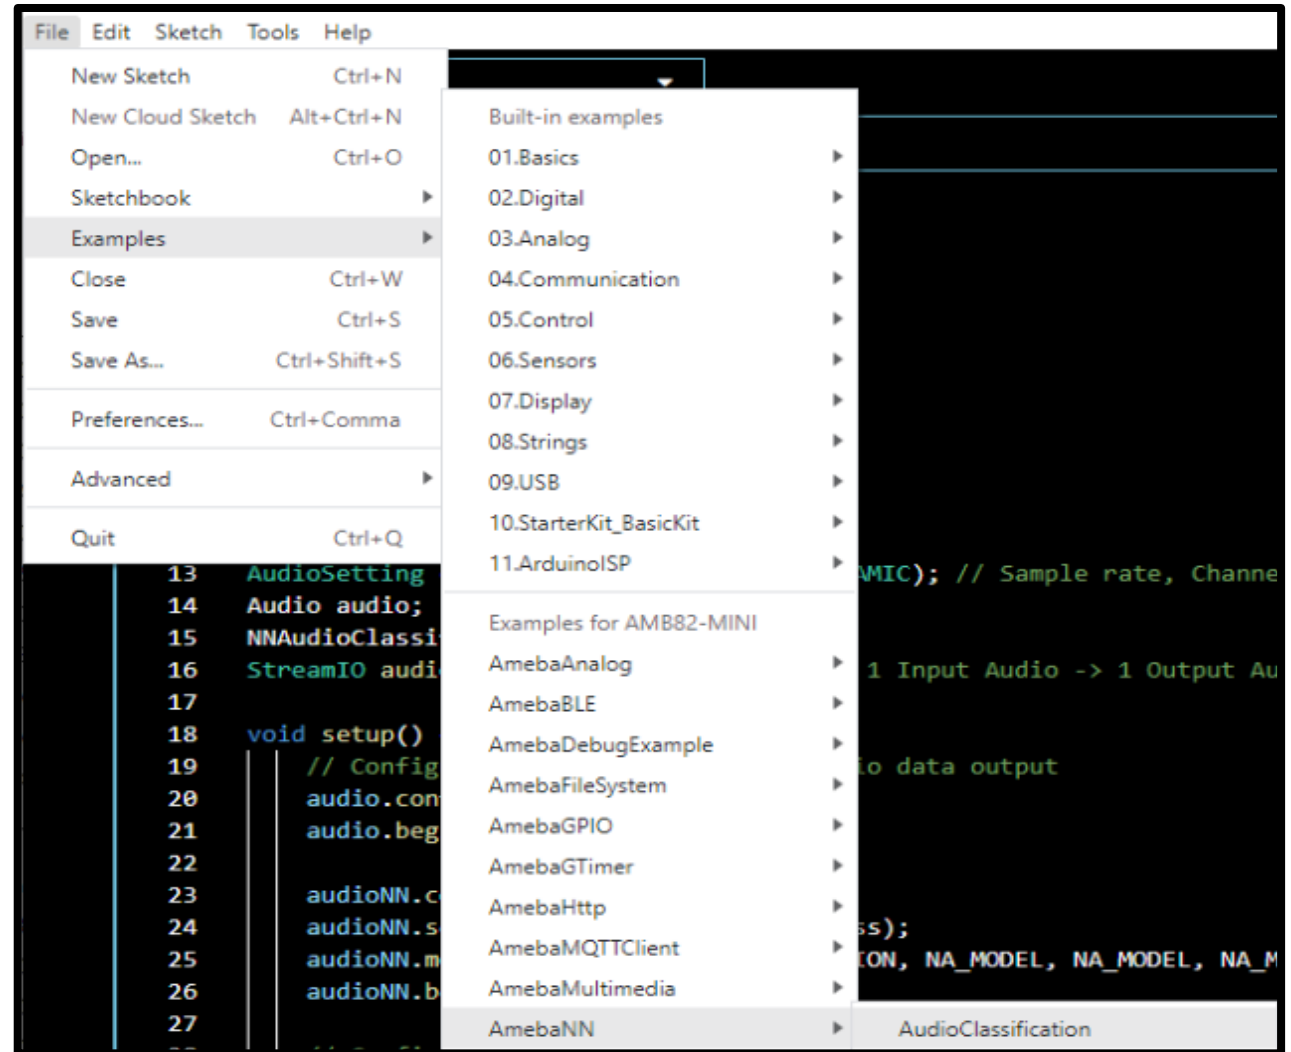 File Edit Sketch Tools Help
New Sketch Ctrl+N
New Cloud Sketch Alt+Ctrl+N
Open... Ctrl+O
Sketchbook
Examples
Close Ctrl+W
Save Ctrl+S
Save As... Ctrl+Shift+S
Preferences... Ctrl+Comma
Advanced
Quit Ctrl+Q
Built-in examples
01.Basics
02.Digital
03.Analog
04.Communication
05.Control
06.Sensors
07.Display
08.Strings
09.USB
10.StarterKit_BasicKit
11.ArduinoISP
Examples for AMB82-MINI
AmebaAnalog
AmebaBLE
AmebaDebugExample
AmebaFileSystem
AmebaGPIO
AmebaGTimer
AmebaHttp
AmebaMQTTClient
AmebaMultimedia
AmebaNN
AudioClassification
13 AudioSetting AMIC); // Sample rate, Channe
14 Audio audio;
15 NNAudioClassi
16 StreamIO audi 1 Input Audio -> 1 Output Au
17
18 void setup()
19 // Config io data output
20 audio.con
21 audio.beg
22
23 audioNN.c
24 audioNN.s ss);
25 audioNN.m ION, NA_MODEL, NA_MODEL, NA_M
26 audioNN.b
27